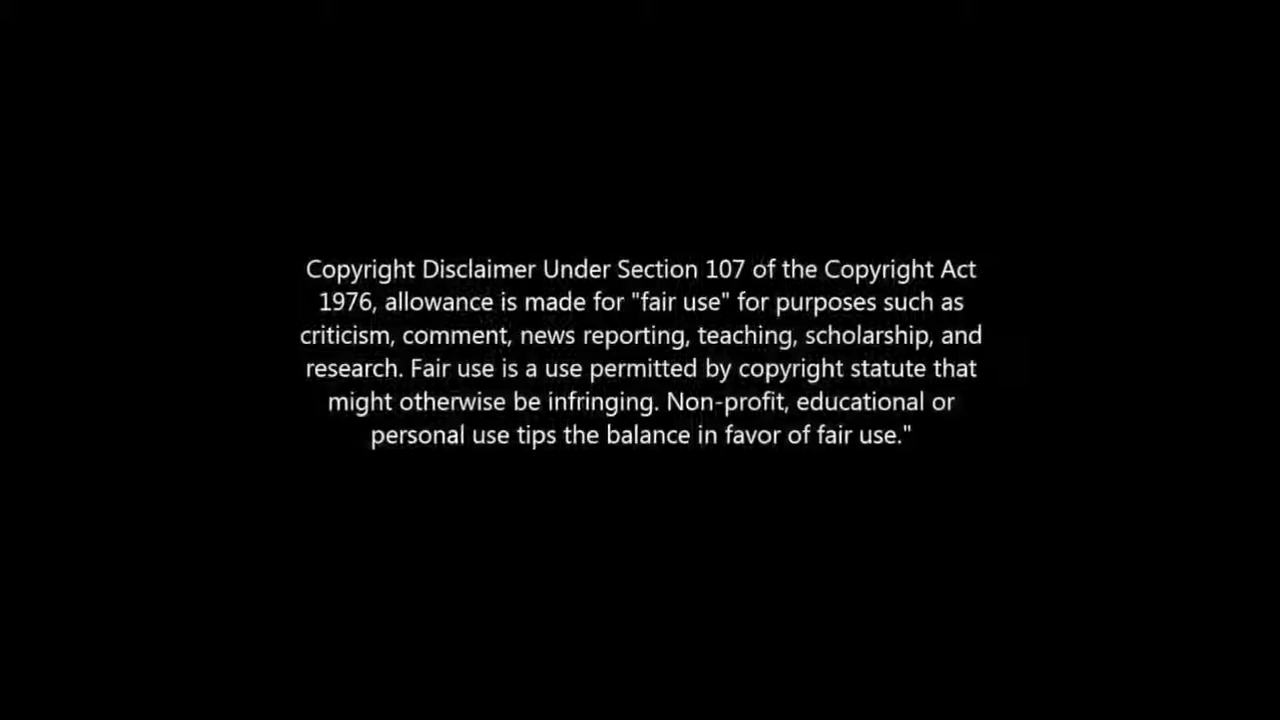 Copyright Disclaimer Under Section 107 of the Copyright Act
1976, allowance is made for "fair use" for purposes such as
criticism, comment, news reporting, teaching, scholarship, and
research. Fair use is a use permitted by copyright statute that
might otherwise be infringing. Non-profit, educational or
personal use tips the balance in favor of fair use."